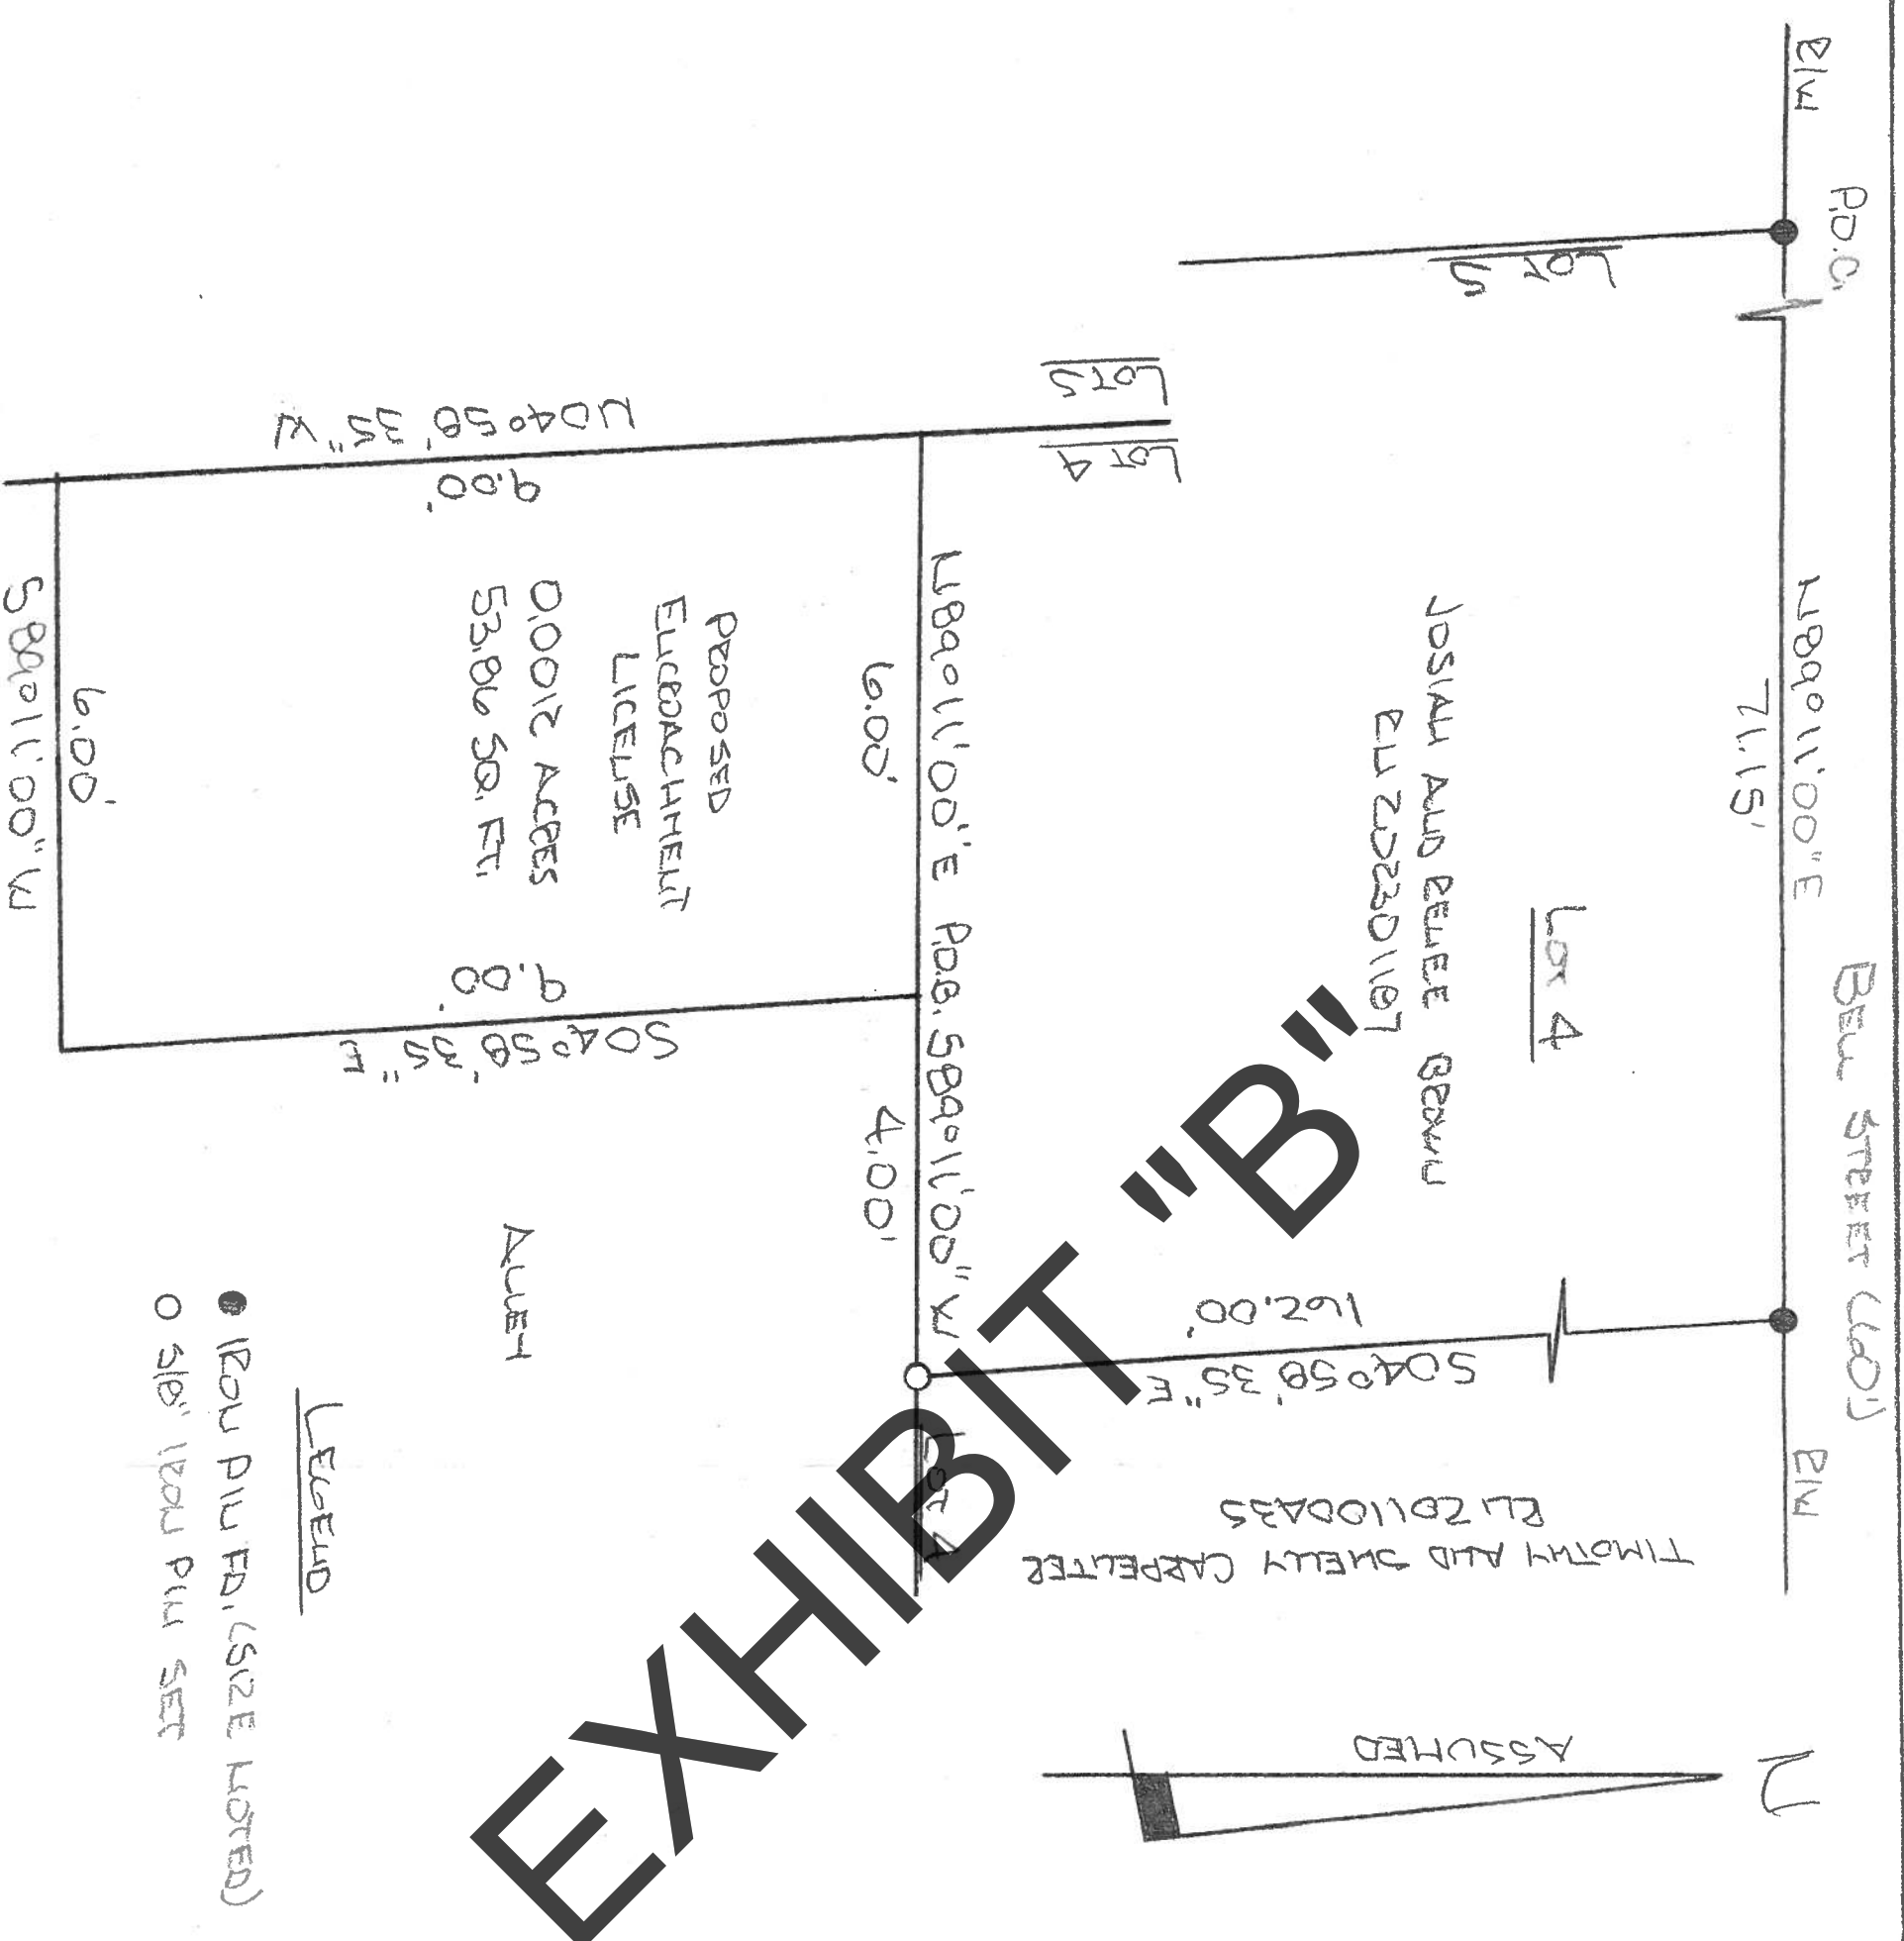 BELL STREET (60')
R/W
P.O.C.
N89°11'00"E
71.15'
R/W
LOT 5
LOT 4
JOSIAH AND RENEE BROWN
RN 202201187
162.00'
S04°58'35"E
TIMOTHY AND SHELLY CARPENTER
RN 201100435
ASSUMED
LOT 5
LOT 4
N89°11'00"E P.O.B. S89°11'00"W
6.00'
4.00'
LOT 4
N04°58'35"W
9.00'
PROPOSED
ENCROACHMENT
LICENSE
0.0012 ACRES
53.86 SQ. FT.
9.00'
S04°58'35"E
ALLEY
6.00'
S89°11'00"W
LEGEND
IRON PIN FD. (SIZE NOTED)
5/8" IRON PIN SET
EXHIBIT "B"